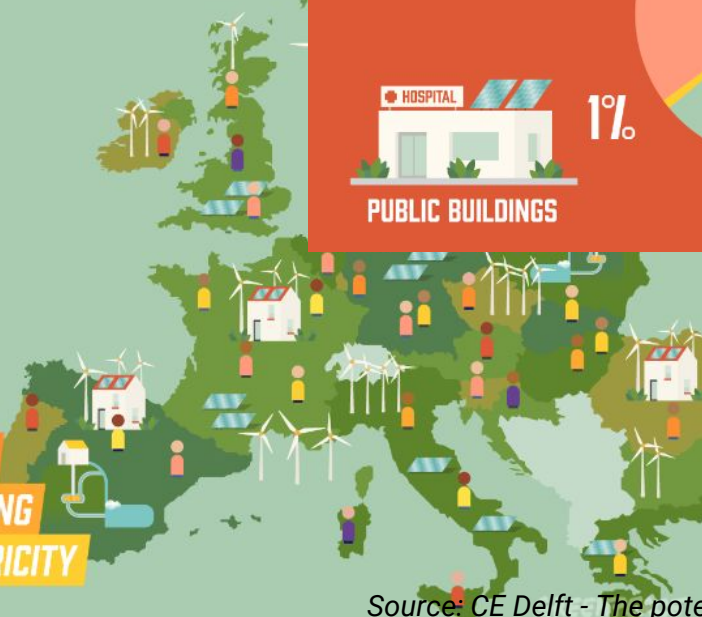 HOSPITAL
1%
PUBLIC BUILDINGS
NG
RICITY
Source: CE Delft - The pote